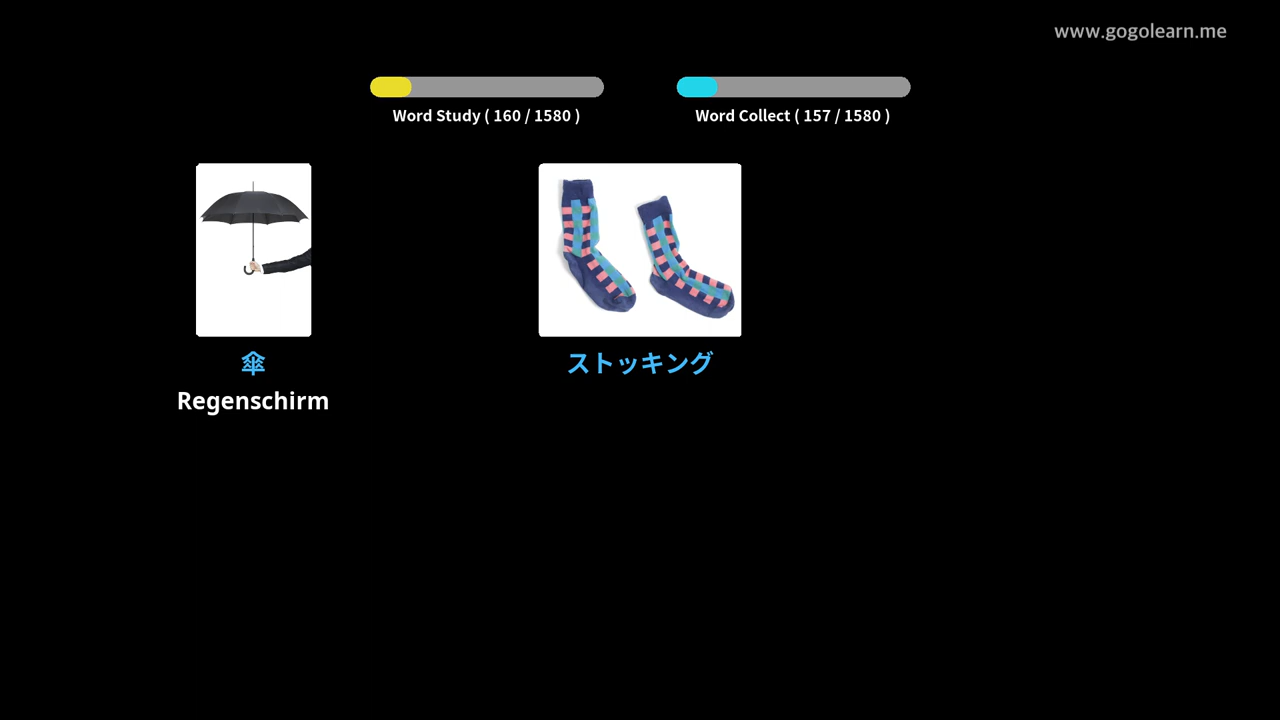 www.gogolearn.me
Word Study ( 160 / 1580 )
Word Collect ( 157 / 1580 )
傘
ストッキング
Regenschirm